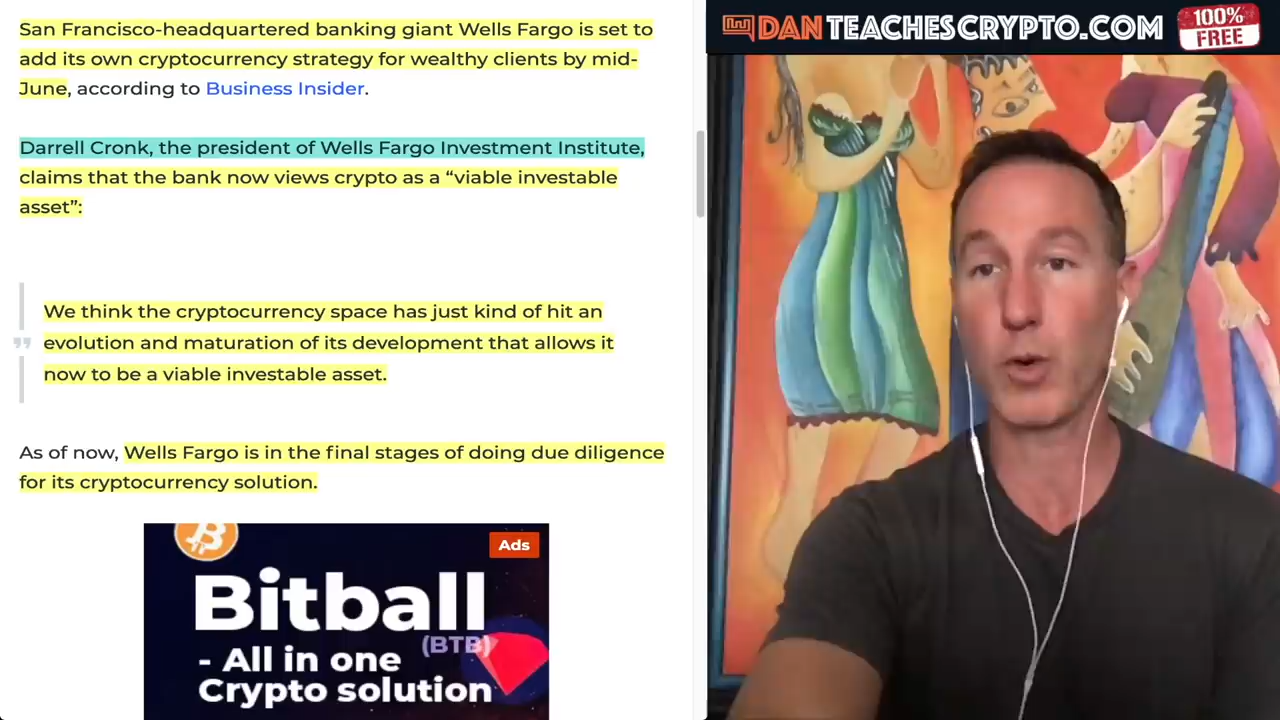 San Francisco-headquartered banking giant Wells Fargo is set to
add its own cryptocurrency strategy for wealthy clients by mid-
June, according to Business Insider.
Darrell Cronk, the president of Wells Fargo Investment Institute,
claims that the bank now views crypto as a “viable investable
asset”:
We think the cryptocurrency space has just kind of hit an
evolution and maturation of its development that allows it
now to be a viable investable asset.
As of now, Wells Fargo is in the final stages of doing due diligence
for its cryptocurrency solution.
Ads
Bitball
(BTB)
- All in one
Crypto solution
DANTEACHESCRYPTO.COM
100%
FREE